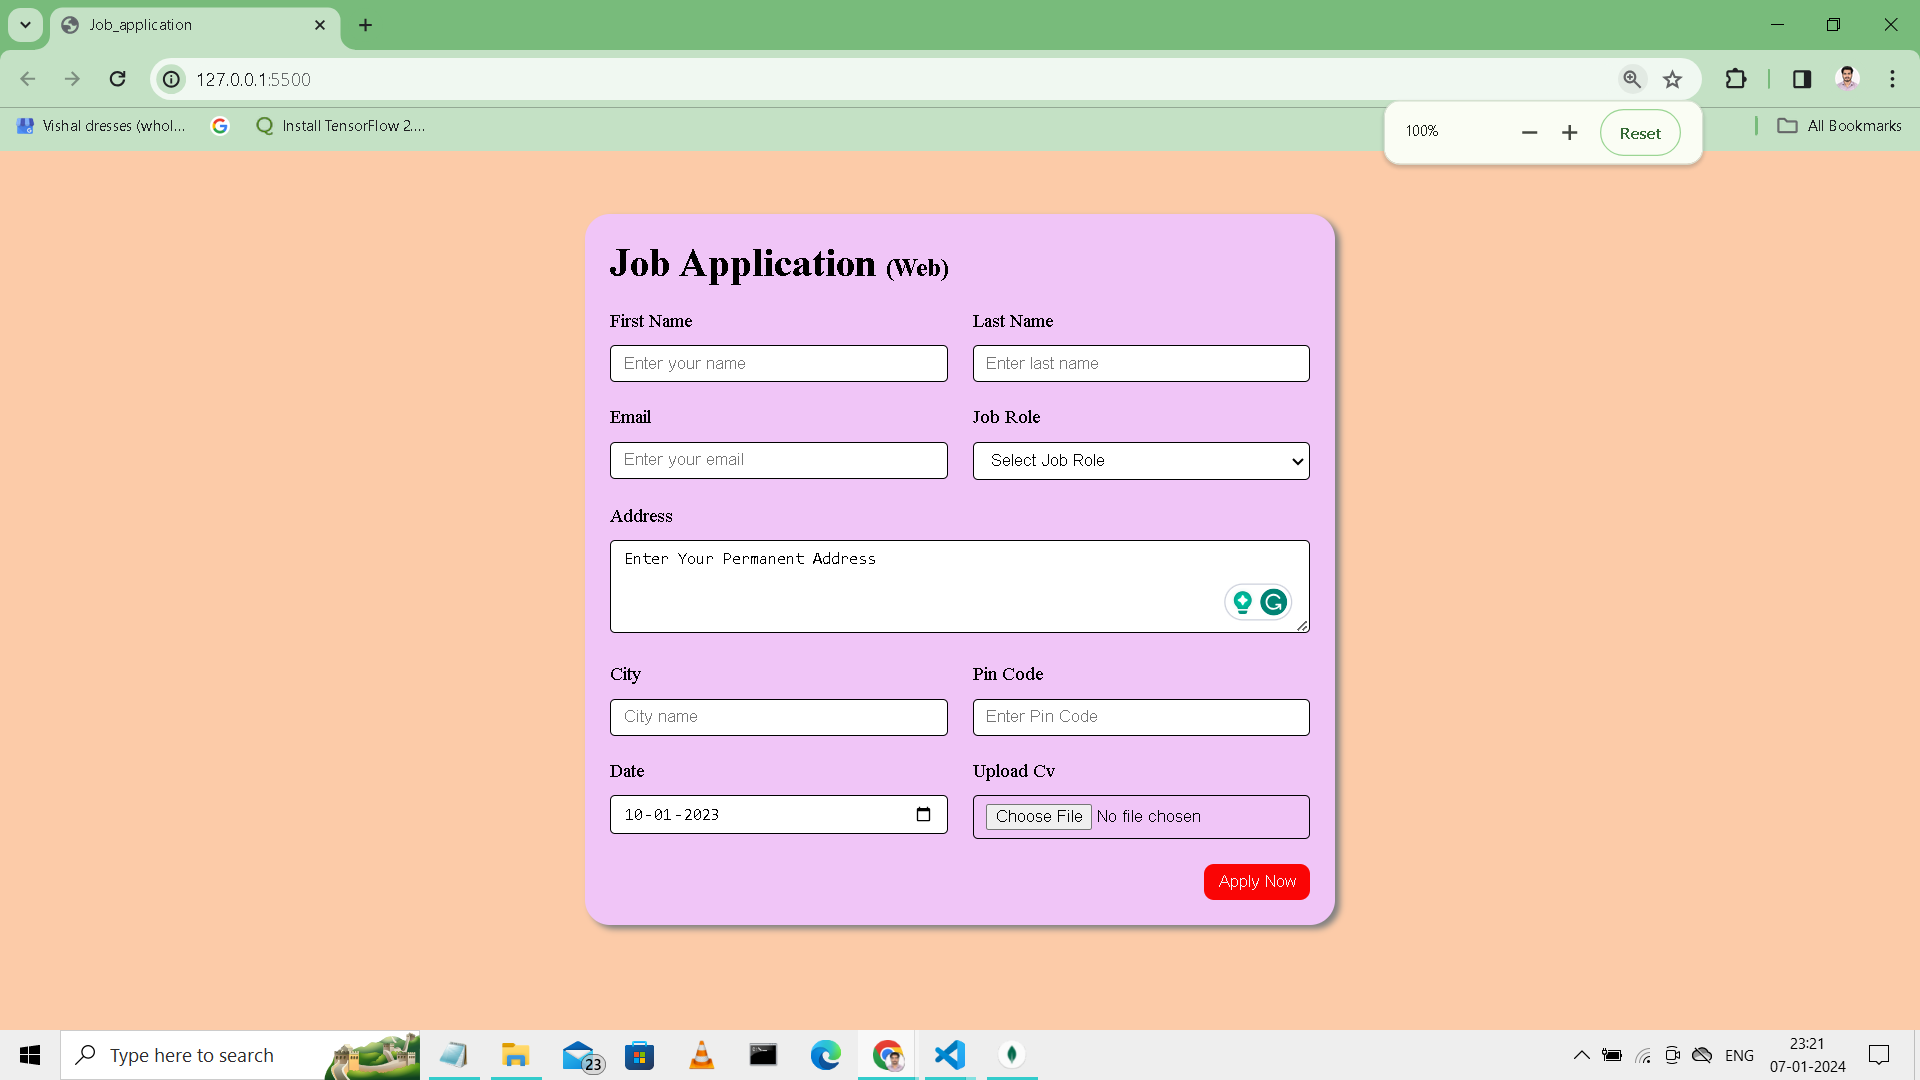 Job_application
127.0.0.1:5500
Vishal dresses (whol...
Install TensorFlow 2....
All Bookmarks
100%
Reset
Job Application (Web)
First Name
Last Name
Enter your name
Enter last name
Email
Job Role
Enter your email
Select Job Role
Address
Enter Your Permanent Address
City
Pin Code
City name
Enter Pin Code
Date
Upload Cv
10-01-2023
Choose File No file chosen
Apply Now
Type here to search
23
ENG
23:21
07-01-2024